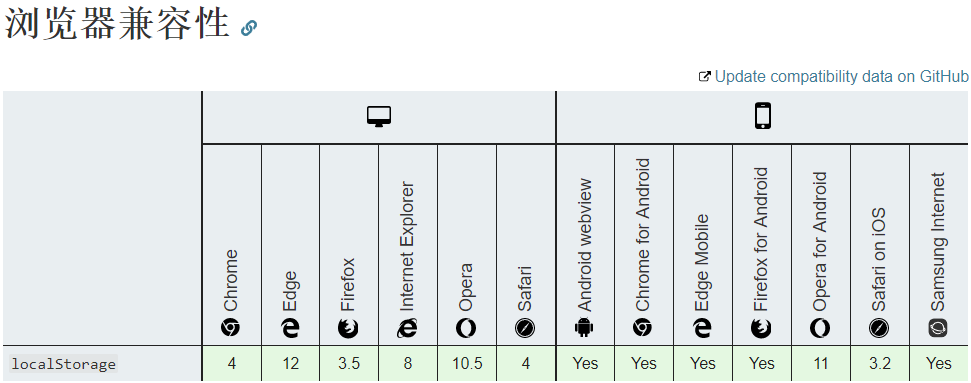 浏览器兼容性
Update compatibility data on GitHub
Chrome
Edge
Firefox
Internet Explorer
Opera
Safari
Android webview
Chrome for Android
Edge Mobile
Firefox for Android
Opera for Android
Safari on iOS
Samsung Internet
localStorage 4 12 3.5 8 10.5 4 Yes Yes Yes Yes 11 3.2 Yes